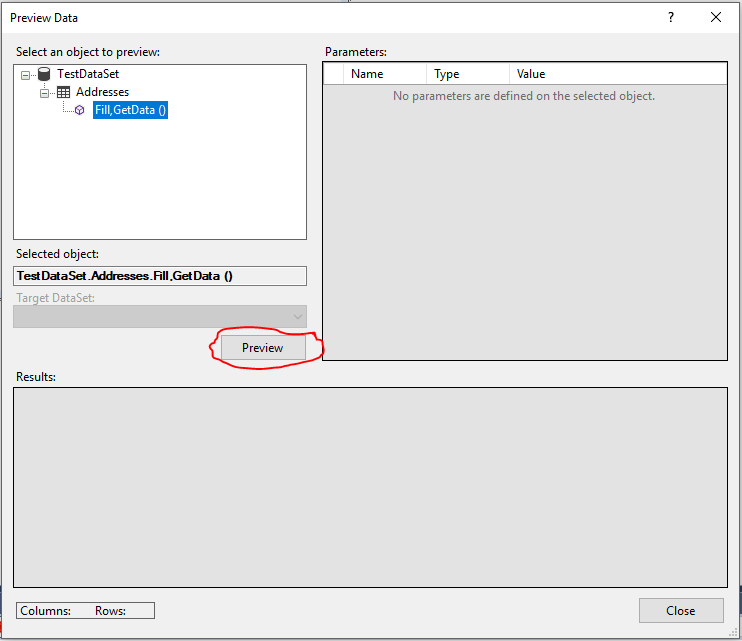 Preview Data ?
Select an object to preview:
TestDataSet
Addresses
Fill,GetData ()
Selected object:
TestDataSet.Addresses.Fill,GetData ()
Target DataSet:
Preview
Parameters:
Name Type Value
No parameters are defined on the selected object.
Results:
Columns: Rows:
Close